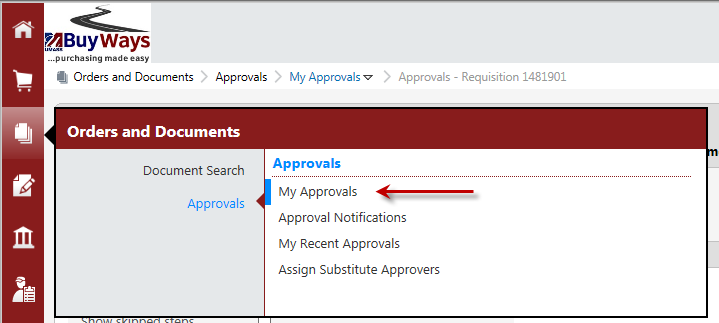 BuyWays
UMASS
...purchasing made easy
Orders and Documents > Approvals > My Approvals > Approvals - Requisition 1481901
Orders and Documents
Document Search
Approvals
Approvals
My Approvals
Approval Notifications
My Recent Approvals
Assign Substitute Approvers
Show skipped steps